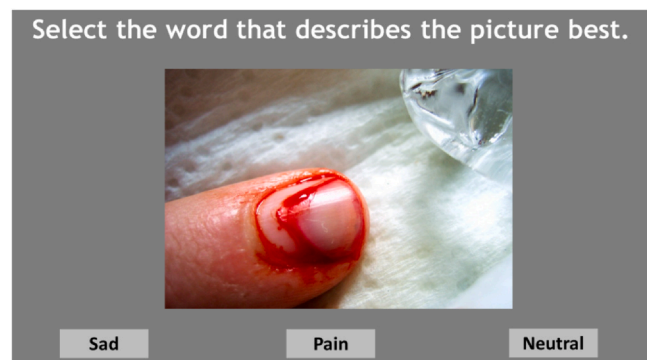 Select the word that describes the picture best.
Sad
Pain
Neutral